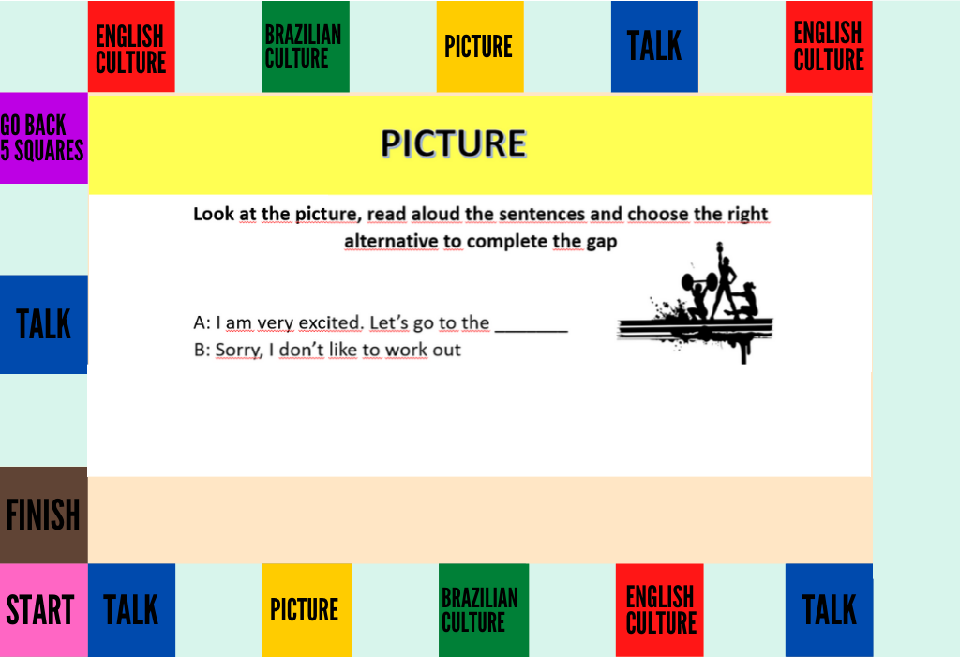 ENGLISH
CULTURE
BRAZILIAN
CULTURE
PICTURE
TALK
ENGLISH
CULTURE
GO BACK
5 SQUARES
PICTURE
Look at the picture, read aloud the sentences and choose the right
alternative to complete the gap
A: I am very excited. Let's go to the _______
B: Sorry, I don't like to work out
TALK
FINISH
START
TALK
PICTURE
BRAZILIAN
CULTURE
ENGLISH
CULTURE
TALK